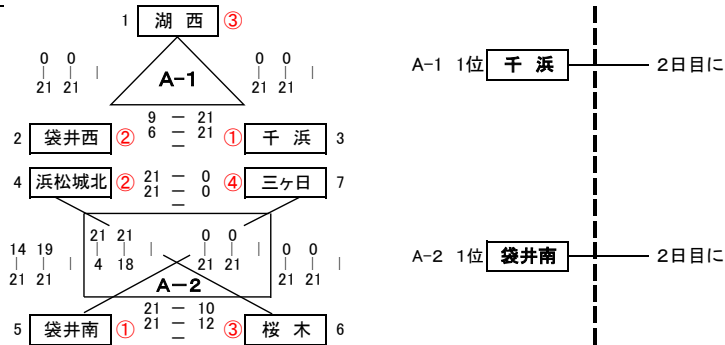 1 湖 西 ③
0 0
| | |
21 21
0 0
| | |
21 21
A-1
A-1 1位 千 浜 2日目に
9 — 21
6 — 21
—
2 袋井西 ②
① 千 浜 3
4 浜松城北 ②
21 — 0
21 — 0
—
④ 三ヶ日 7
14 19
| | |
21 21
21 21
| | |
4 18
0 0
| | |
21 21
0 0
| | |
21 21
A-2
A-2 1位 袋井南 2日目に
21 — 10
21 — 12
—
5 袋井南 ①
③ 桜 木 6